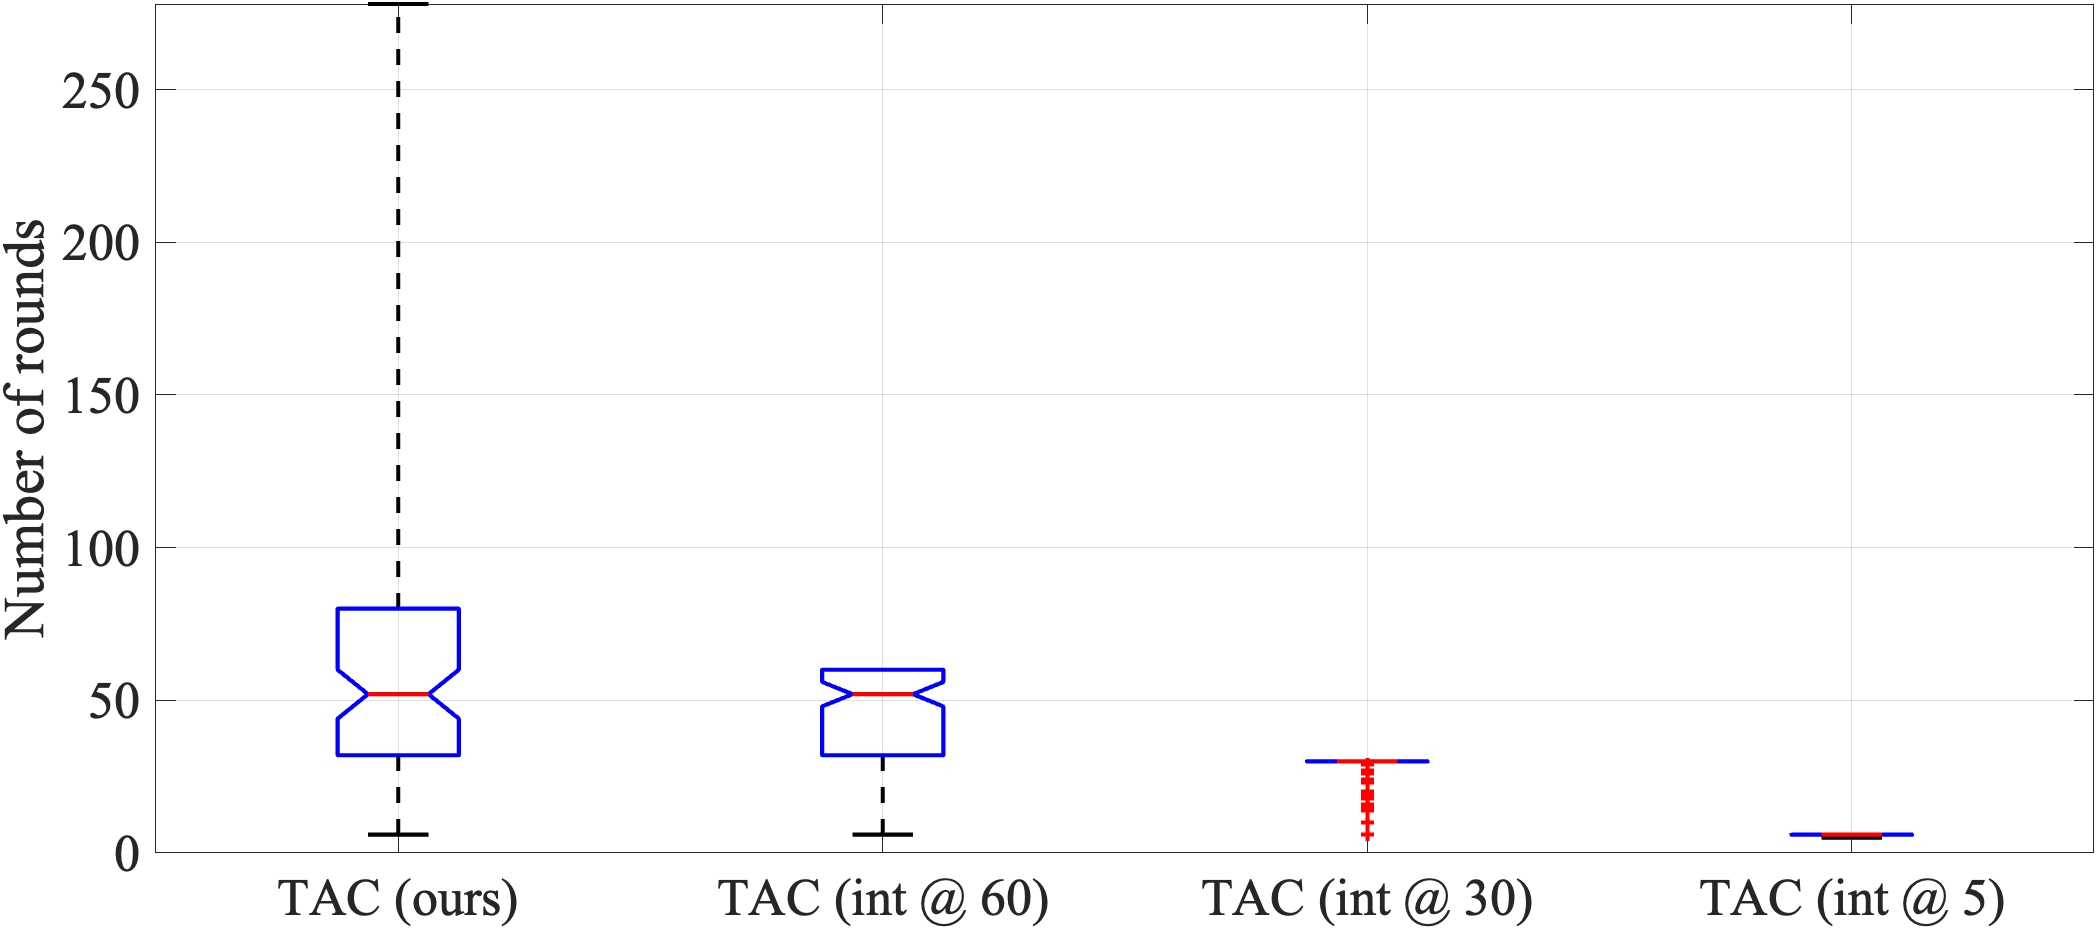 Number of rounds
250
200
150
100
50
0
TAC (ours)
TAC (int @ 60)
TAC (int @ 30)
TAC (int @ 5)